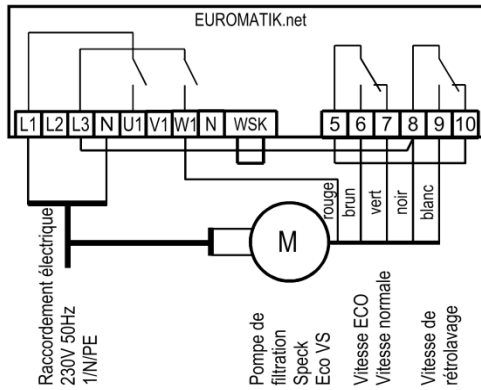 EUROMATIK.net
L1 L2 L3 N U1 V1 W1 N WSK 5 6 7 8 9 10
rouge
brun
vert
noir
blanc
M
Raccordement électrique
230V 50Hz
1/N/PE
Pompe de
filtration
Speck
Eco VS
Vitesse ECO
Vitesse normale
Vitesse de
rétrolavage